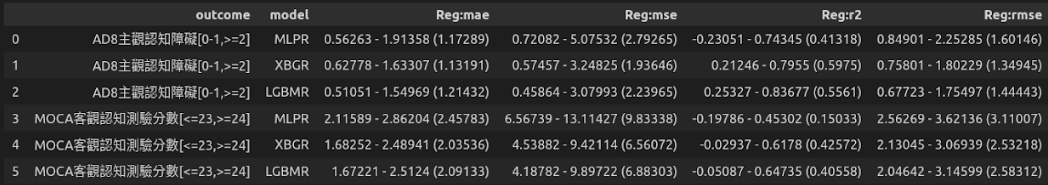 outcome model Reg:mae Reg:mse Reg:r2 Reg:rmse
0 AD8主觀認知障礙[0-1,>=2] MLPR 0.56263 - 1.91358 (1.17289) 0.72082 - 5.07532 (2.79265) -0.23051 - 0.74345 (0.41318) 0.84901 - 2.25285 (1.60146)
1 AD8主觀認知障礙[0-1,>=2] XBGR 0.62778 - 1.63307 (1.13191) 0.57457 - 3.24825 (1.93646) 0.21246 - 0.7955 (0.5975) 0.75801 - 1.80229 (1.34945)
2 AD8主觀認知障礙[0-1,>=2] LGBMR 0.51051 - 1.54969 (1.21432) 0.45864 - 3.07993 (2.23965) 0.25327 - 0.83677 (0.5561) 0.67723 - 1.75497 (1.44443)
3 MOCA客觀認知測驗分數[<=23,>=24] MLPR 2.11589 - 2.86204 (2.45783) 6.56739 - 13.11427 (9.83338) -0.19786 - 0.45302 (0.15033) 2.56269 - 3.62136 (3.11007)
4 MOCA客觀認知測驗分數[<=23,>=24] XBGR 1.68252 - 2.48941 (2.03536) 4.53882 - 9.42114 (6.56072) -0.02937 - 0.6178 (0.42572) 2.13045 - 3.06939 (2.53218)
5 MOCA客觀認知測驗分數[<=23,>=24] LGBMR 1.67221 - 2.5124 (2.09133) 4.18782 - 9.89722 (6.88303) -0.05087 - 0.64735 (0.40558) 2.04642 - 3.14599 (2.58312)